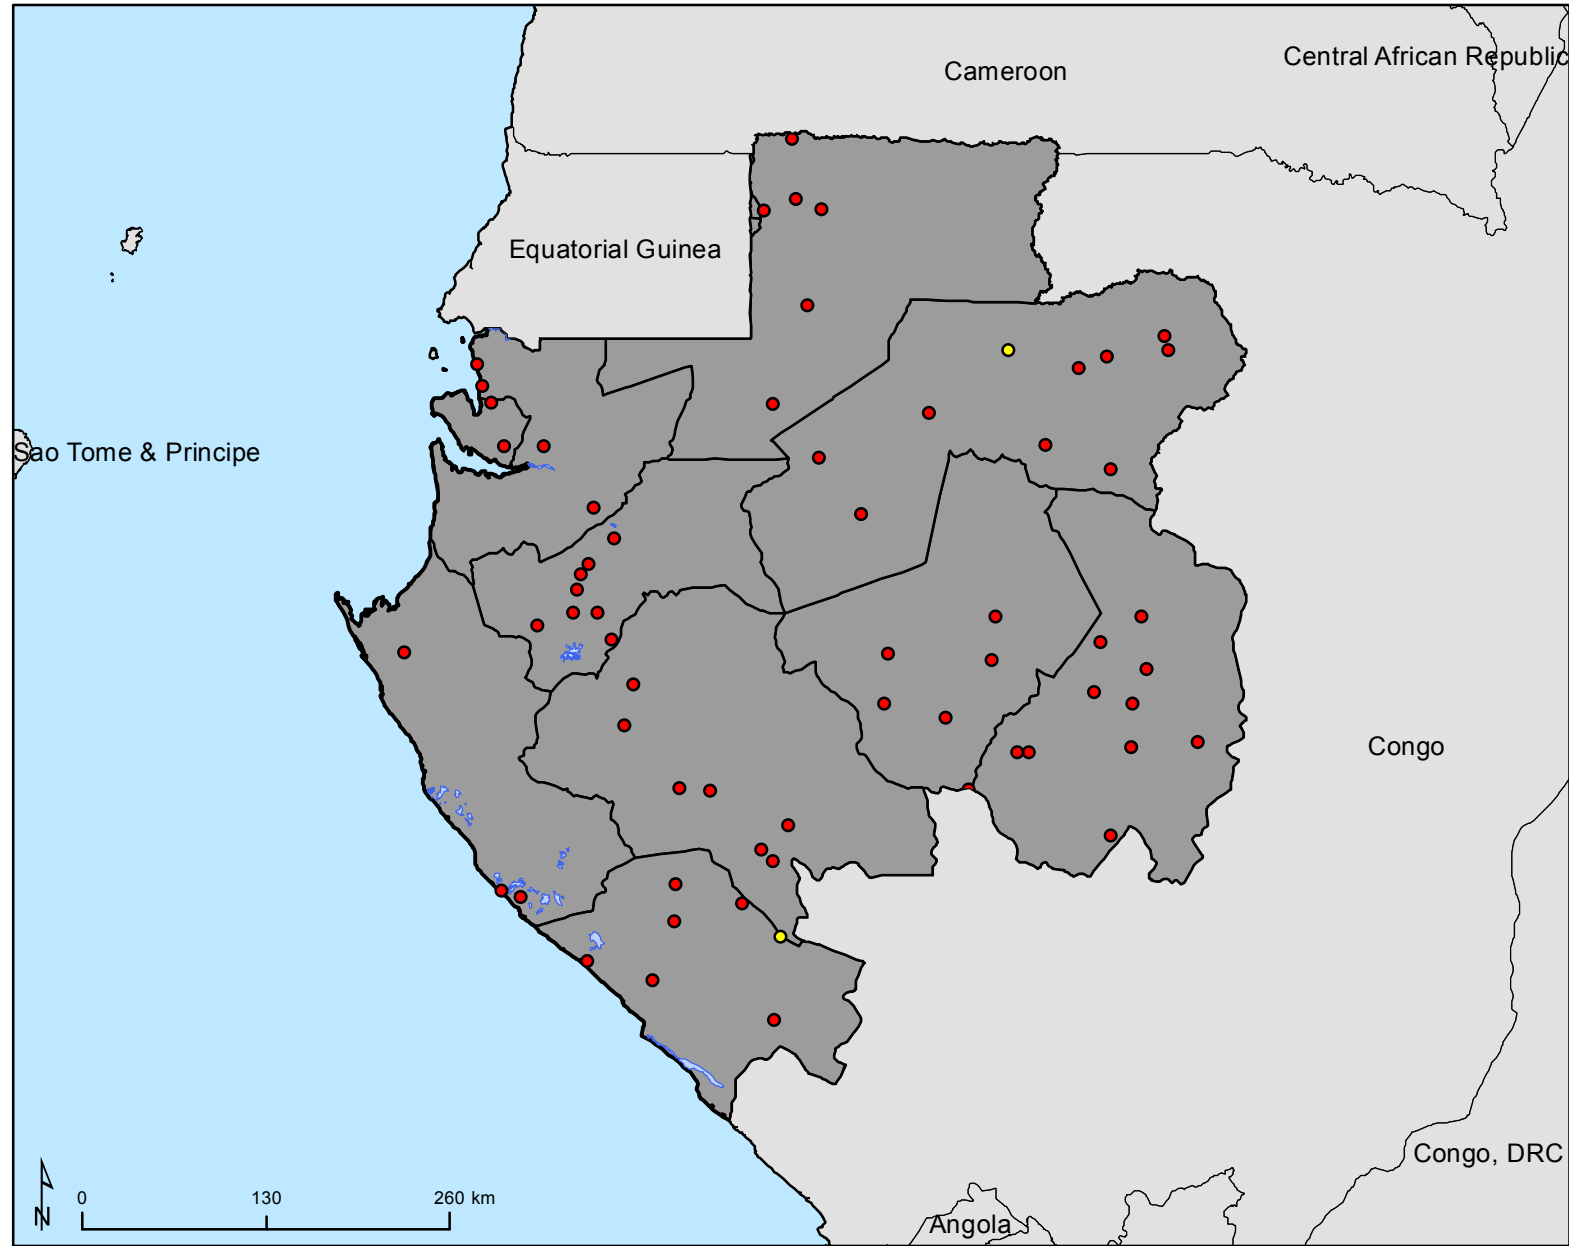 Central African Republic
Cameroon
Equatorial Guinea
Sao Tome & Principe
Congo
Congo, DRC
N
0 130 260 km
Angola